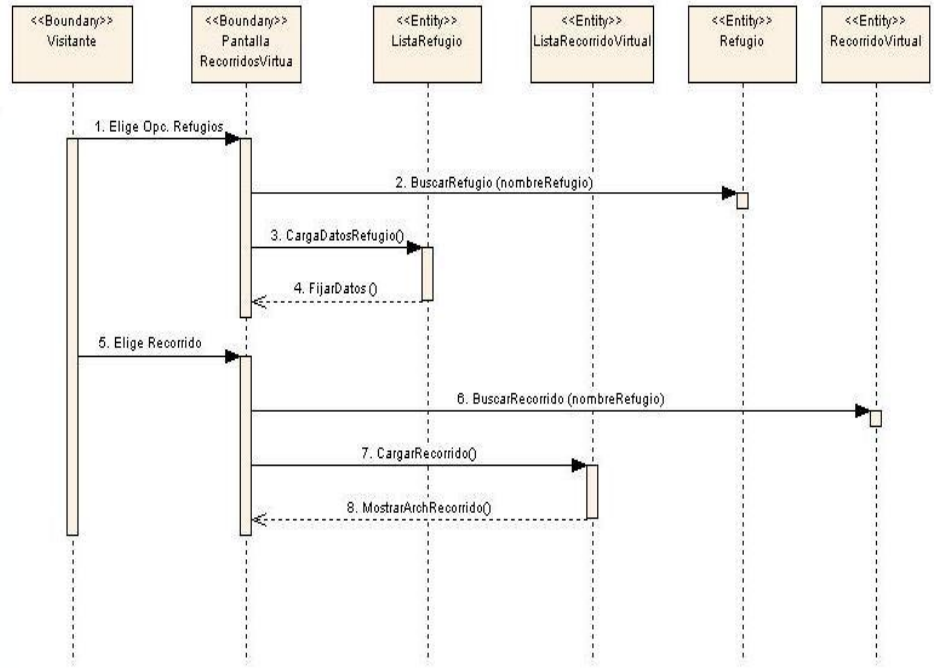 <<Boundary>>
Visitante
<<Boundary>>
Pantalla
RecorridosVirtua
<<Entity>>
ListaRefugio
<<Entity>>
ListaRecorridoVirtual
<<Entity>>
Refugio
<<Entity>>
RecorridoVirtual
1. Elige Opc. Refugios
2. BuscarRefugio (nombreRefugio)
3. CargaDatosRefugio()
4. FijarDatos ()
5. Elige Recorrido
6. BuscarRecorrido (nombreRefugio)
7. CargarRecorrido()
8. MostrarArchRecorrido()